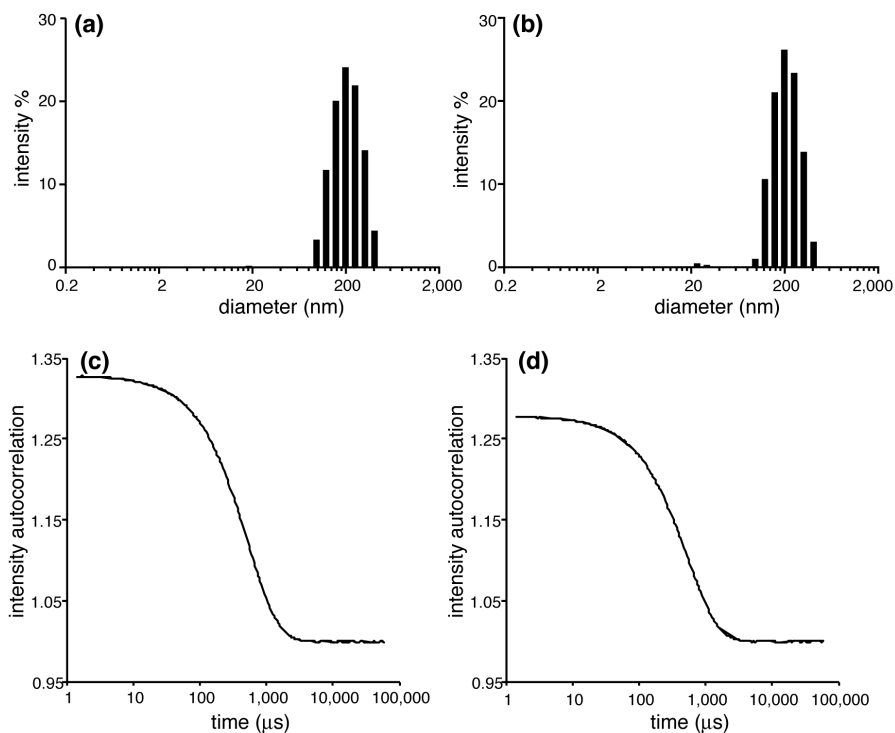 (a)
30
20
10
0
intensity %
0.2 2 20 200 2,000
diameter (nm)
(b)
30
20
10
0
intensity %
0.2 2 20 200 2,000
diameter (nm)
(c)
1.35
1.25
1.15
1.05
0.95
intensity autocorrelation
1 10 100 1,000 10,000 100,000
time (μs)
(d)
1.35
1.25
1.15
1.05
0.95
intensity autocorrelation
1 10 100 1,000 10,000 100,000
time (μs)